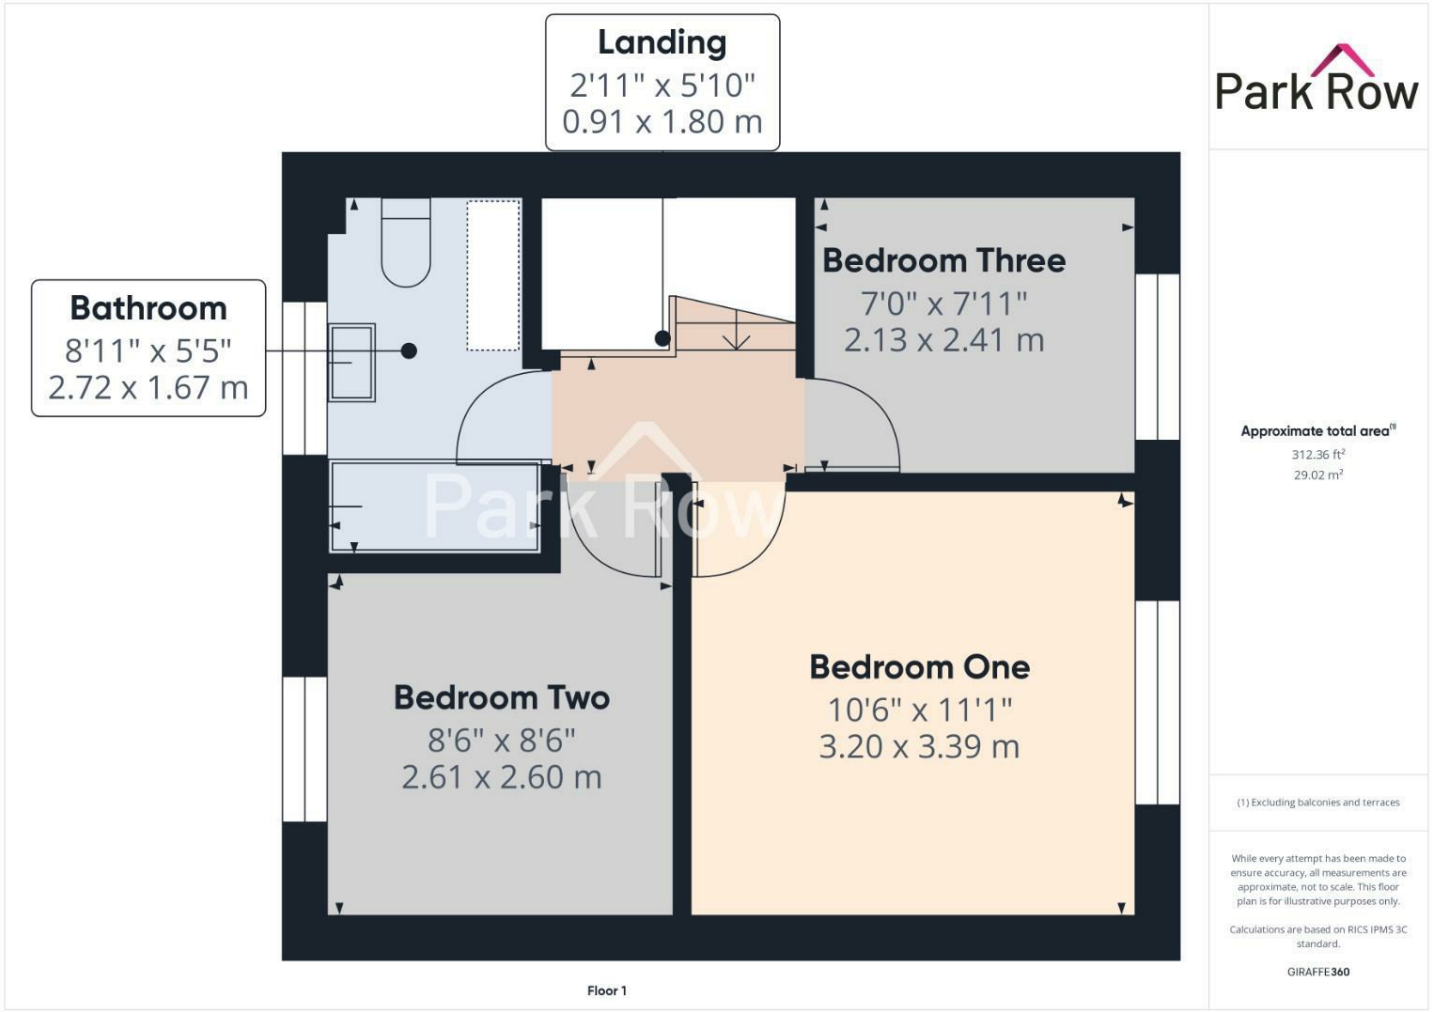 Landing
2'11" x 5'10"
0.91 x 1.80 m
Park Row
Bathroom
8'11" x 5'5"
2.72 x 1.67 m
Bedroom Three
7'0" x 7'11"
2.13 x 2.41 m
Approximate total area(1)
312.36 ft²
29.02 m²
Park Row
Bedroom Two
8'6" x 8'6"
2.61 x 2.60 m
Bedroom One
10'6" x 11'1"
3.20 x 3.39 m
(1) Excluding balconies and terraces
While every attempt has been made to
ensure accuracy, all measurements are
approximate, not to scale. This floor
plan is for illustrative purposes only.
Calculations are based on RICS IPMS 3C
standard.
GIRAFFE360
Floor 1